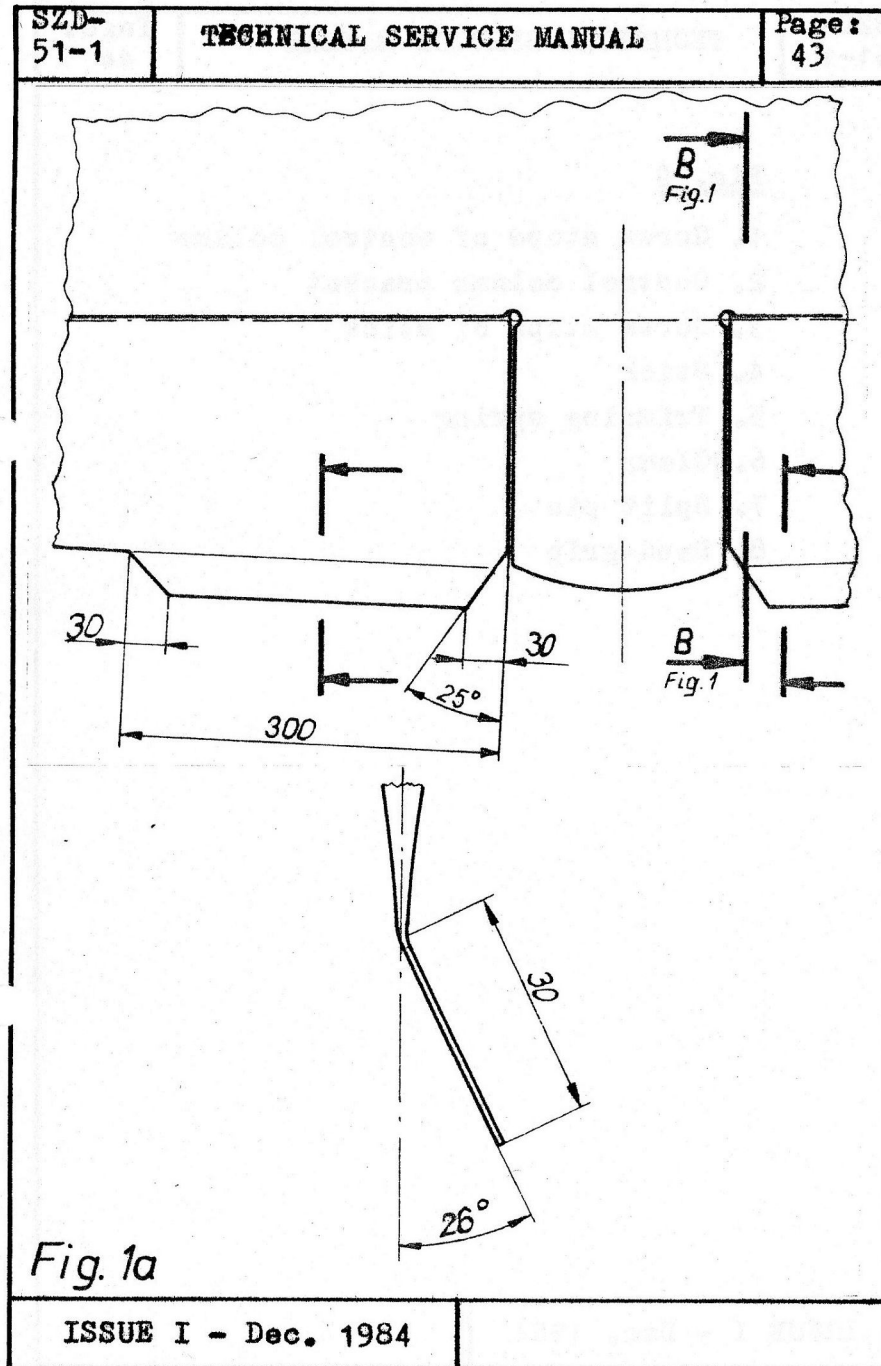 SZD-
51-1
TECHNICAL SERVICE MANUAL
Page:
43
B
Fig.1
30
30
B
Fig.1
25°
300
30
26°
Fig. 1a
ISSUE I - Dec. 1984